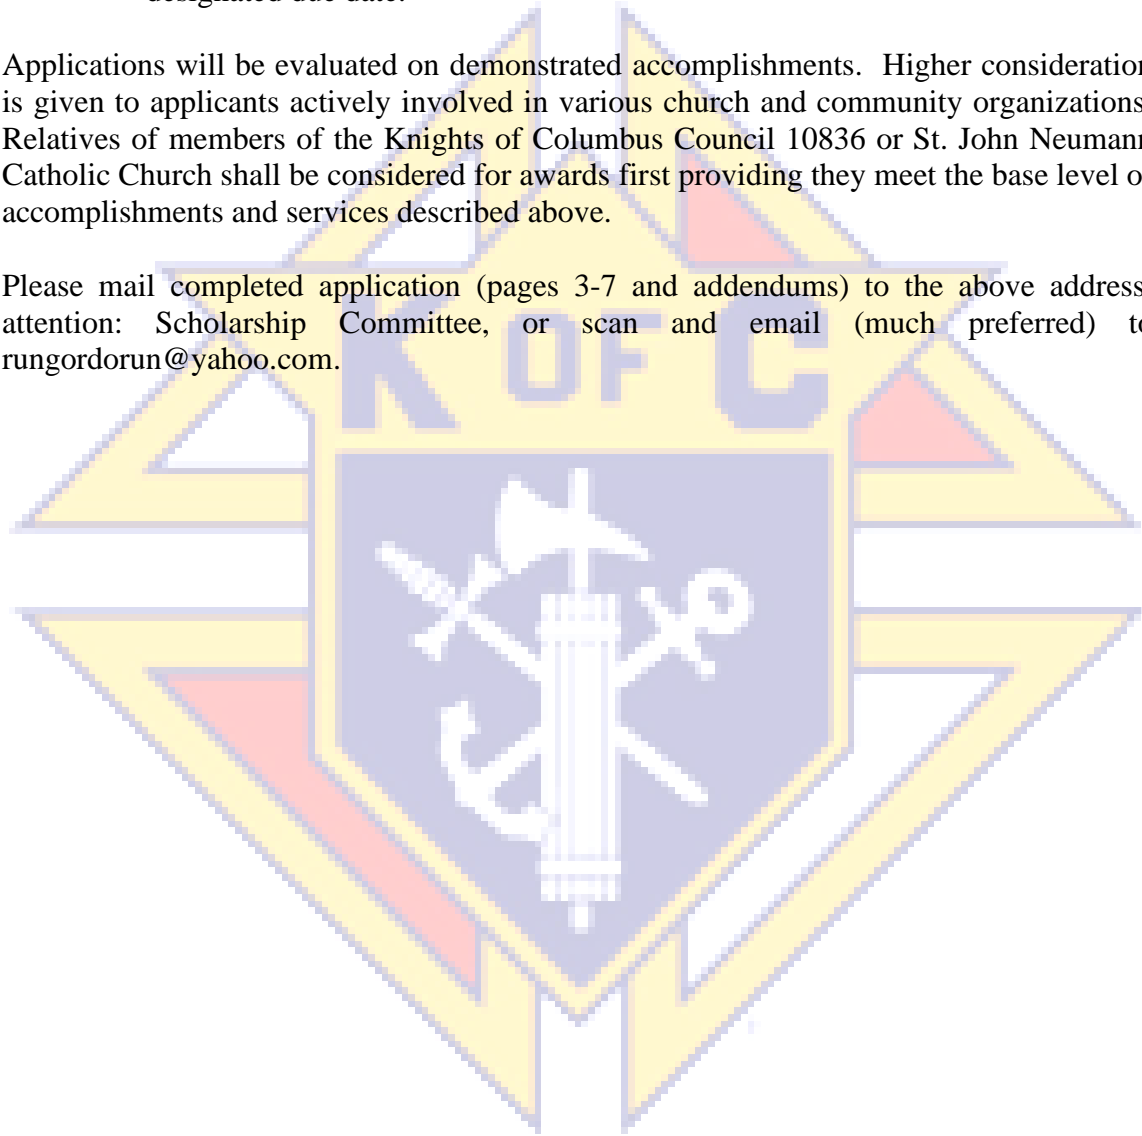 designated due date.
Applications will be evaluated on demonstrated accomplishments. Higher consideration
is given to applicants actively involved in various church and community organizations.
Relatives of members of the Knights of Columbus Council 10836 or St. John Neumann
Catholic Church shall be considered for awards first providing they meet the base level o
accomplishments and services described above.
Please mail completed application (pages 3-7 and addendums) to the above address,
attention: Scholarship Committee, or scan and email (much preferred) to
rungordorun@yahoo.com.
K OF C